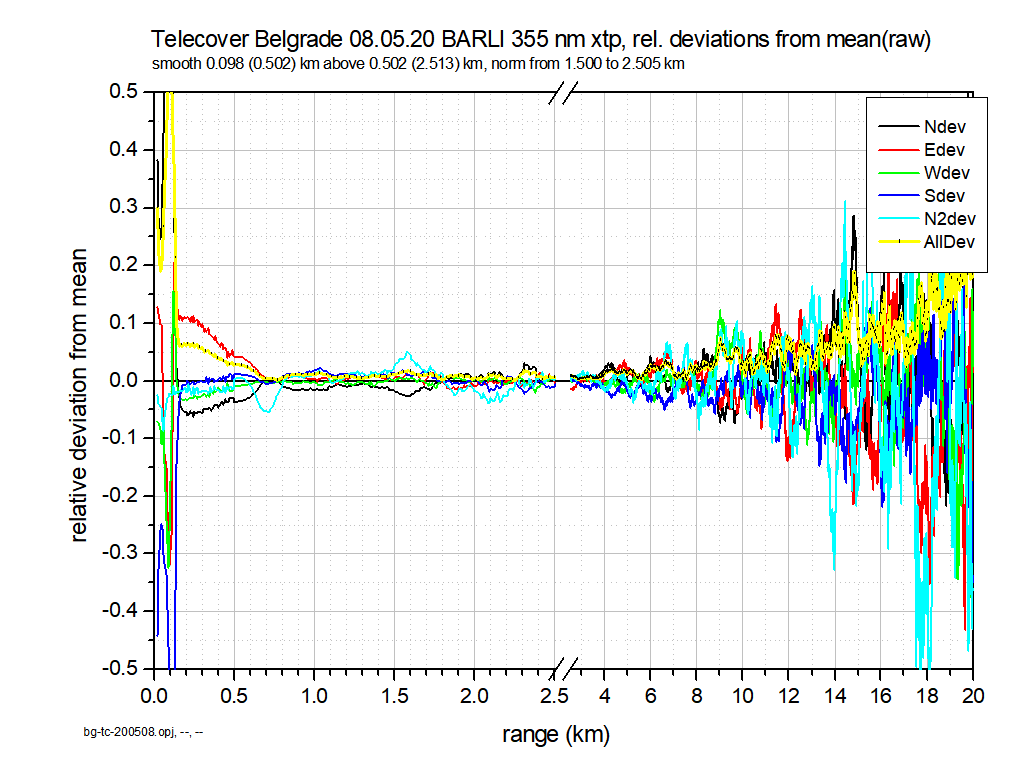 Telecover Belgrade 08.05.20 BARLI 355 nm xtp, rel. deviations from mean(raw)
smooth 0.098 (0.502) km above 0.502 (2.513) km, norm from 1.500 to 2.505 km
0.5
0.4
0.3
0.2
0.1
0.0
-0.1
-0.2
-0.3
-0.4
-0.5
relative deviation from mean
Ndev
Edev
Wdev
Sdev
N2dev
AllDev
0.0 0.5 1.0 1.5 2.0 2.5 4 6 8 10 12 14 16 18 20
range (km)
bg-tc-200508.opj, --, --